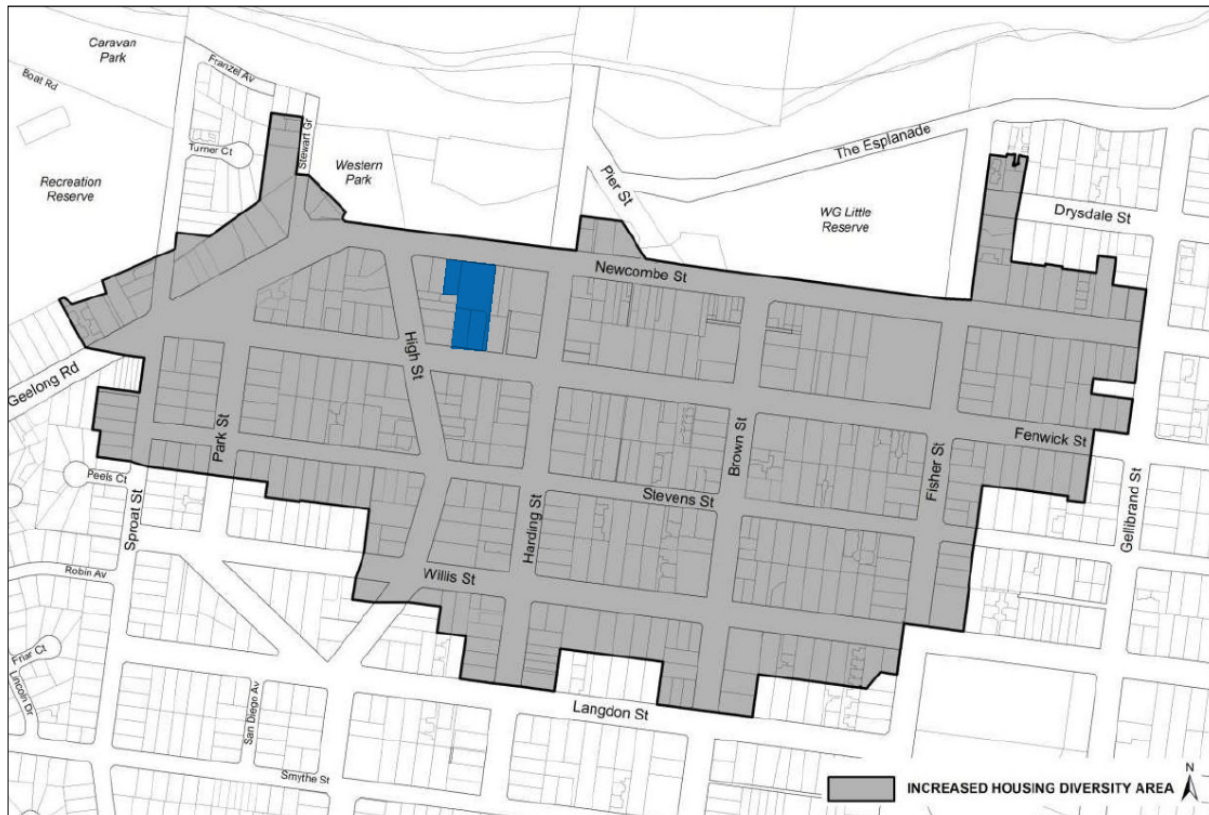 Caravan
Park
Franzel Av
Boat Rd
Turner Ct
Stewart Gr
Western
Park
Recreation
Reserve
The Esplanade
Pier St
WG Little
Reserve
Drysdale St
Newcombe St
High St
Geelong Rd
Park St
Brown St
Fenwick St
Fisher St
Peels Ct
Sproat St
Stevens St
Harding St
Gellibrand St
Robin Av
Willis St
Friar Ct
Lincoln Dr
San Diego Av
Langdon St
Smythe St
N
INCREASED HOUSING DIVERSITY AREA